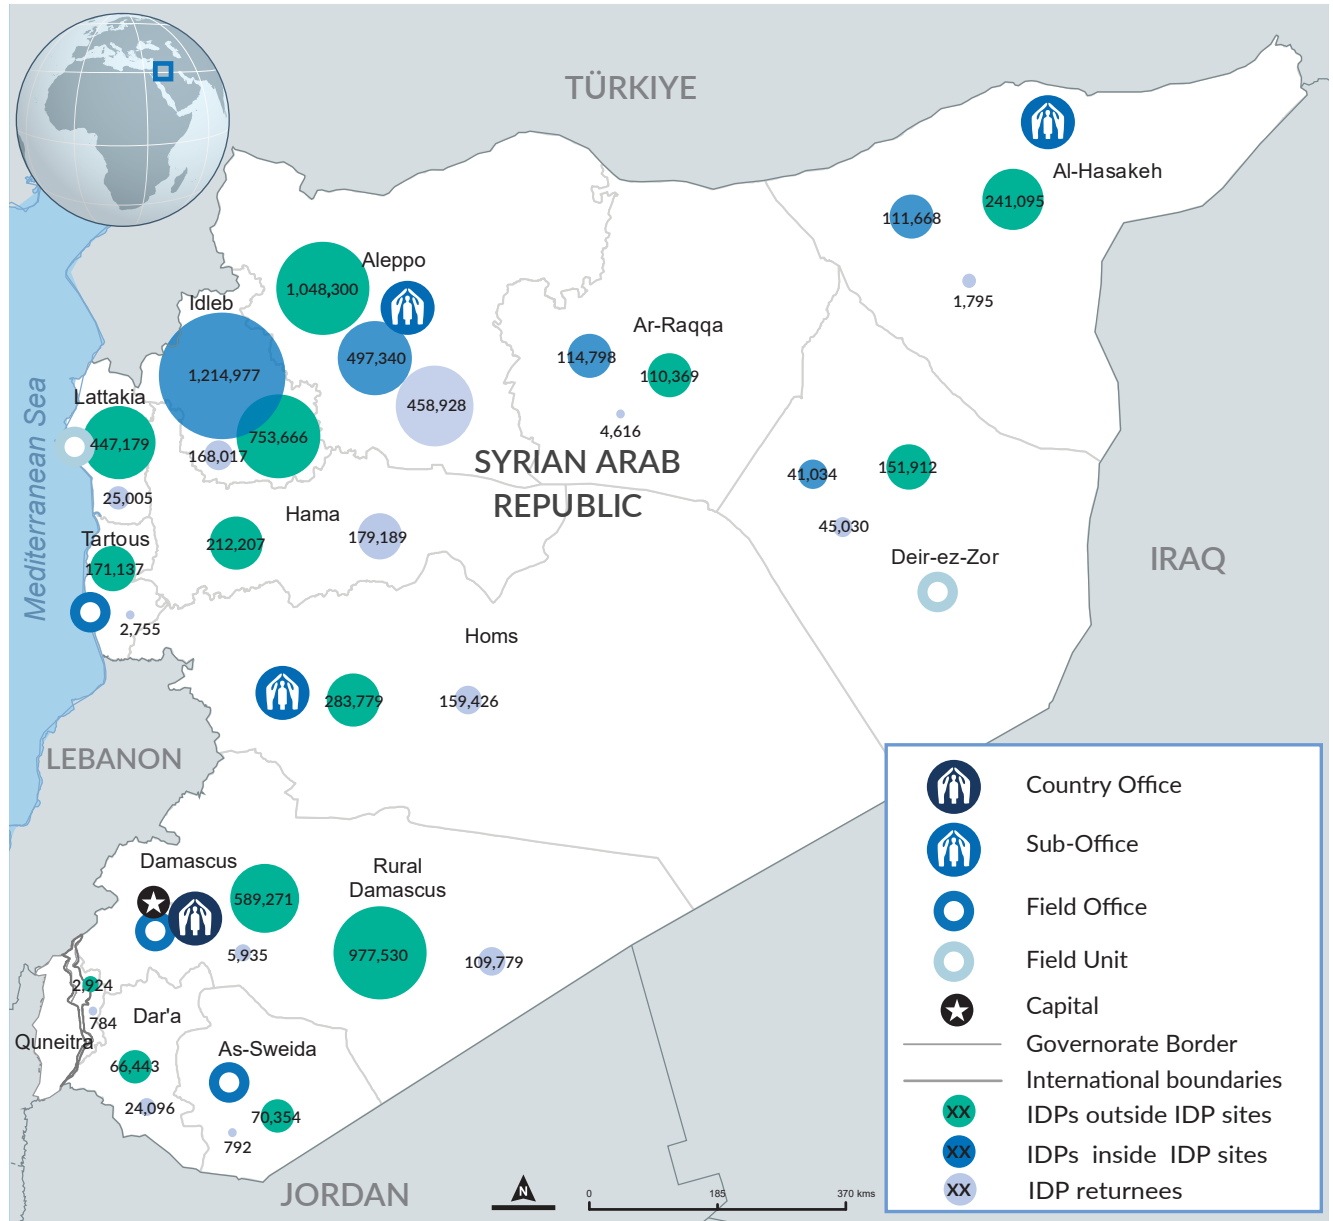 TÜRKIYE
Al-Hasakeh
241,095
111,668
1,795
Aleppo
1,048,300
Idleb
497,340
1,214,977
458,928
Ar-Raqqa
114,798
110,369
4,616
Mediterranean Sea
Lattakia
447,179
753,666
168,017
25,005
SYRIAN ARAB
REPUBLIC
41,034
151,912
45,030
Deir-ez-Zor
IRAQ
Hama
212,207
179,189
Tartous
171,137
2,755
Homs
283,779
159,426
LEBANON
Damascus
589,271
5,935
Rural
Damascus
977,530
109,779
2,924
784
Quneitra
Dar'a
66,443
24,096
As-Sweida
70,354
792
JORDAN
N
0
185
370 kms
Country Office
Sub-Office
Field Office
Field Unit
Capital
Governorate Border
International boundaries
XX IDPs outside IDP sites
XX IDPs inside IDP sites
XX IDP returnees